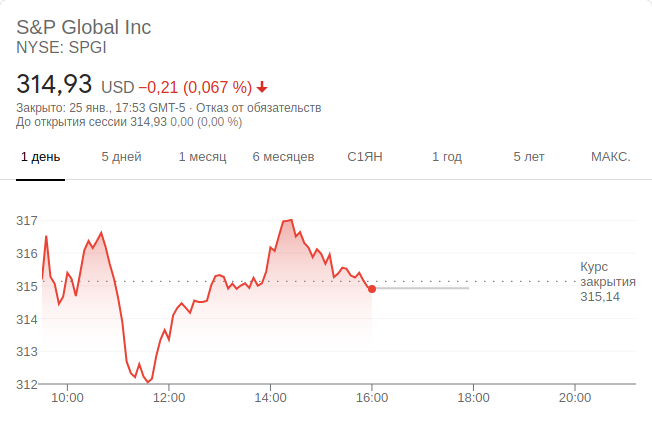 S&P Global Inc
NYSE: SPGI
314,93 USD −0,21 (0,067 %)
Закрыто: 25 янв., 17:53 GMT-5 · Отказ от обязательств
До открытия сессии 314,93 0,00 (0,00 %)
1 день 5 дней 1 месяц 6 месяцев С1ЯН 1 год 5 лет МАКС.
317
316
315
314
313
312
Курс
закрытия
315,14
10:00 12:00 14:00 16:00 18:00 20:00